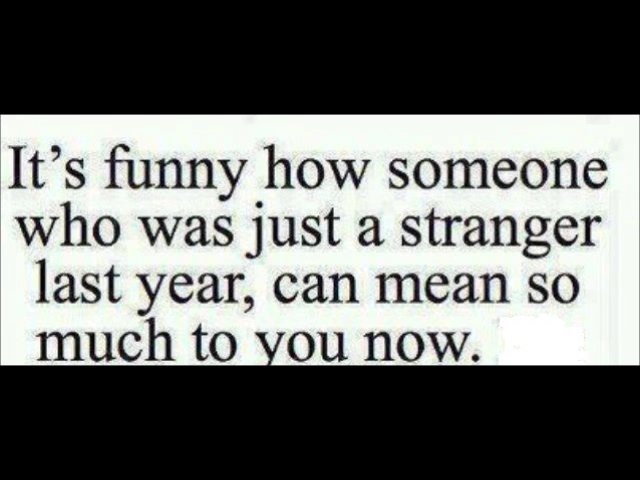 It's funny how someone
who was just a stranger
last year, can mean so
much to you now.